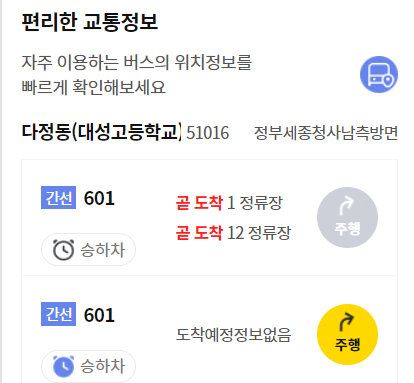 편리한 교통정보
자주 이용하는 버스의 위치정보를
빠르게 확인해보세요
다정동(대성고등학교) 51016 정부세종청사남측방면
간선 601
곧 도착 1 정류장
곧 도착 12 정류장
주행
승하차
간선 601
도착예정정보없음
주행
승하차